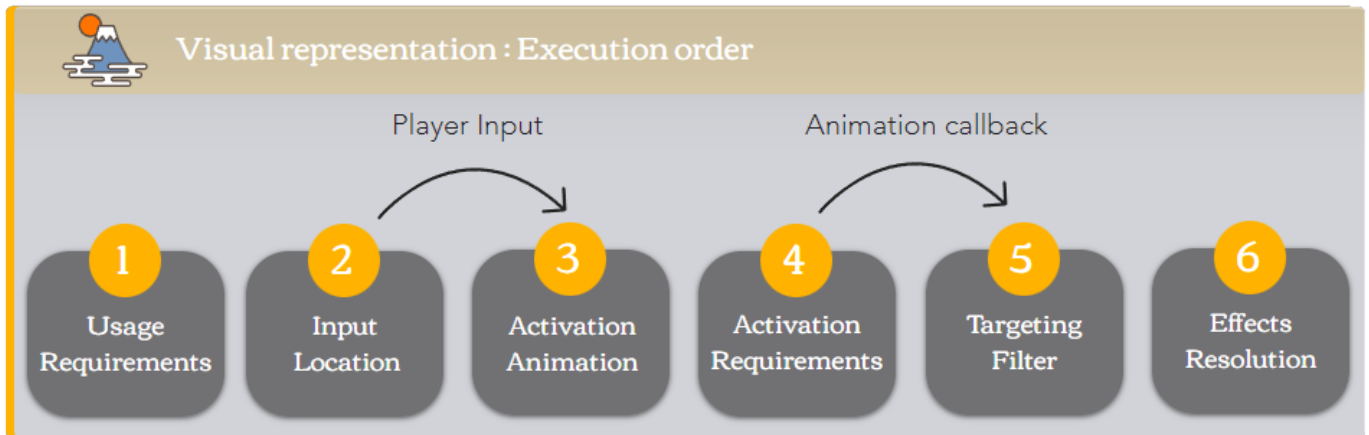 Visual representation : Execution order
Player Input
Animation callback
1
Usage
Requirements
2
Input
Location
3
Activation
Animation
4
Activation
Requirements
5
Targeting
Filter
6
Effects
Resolution